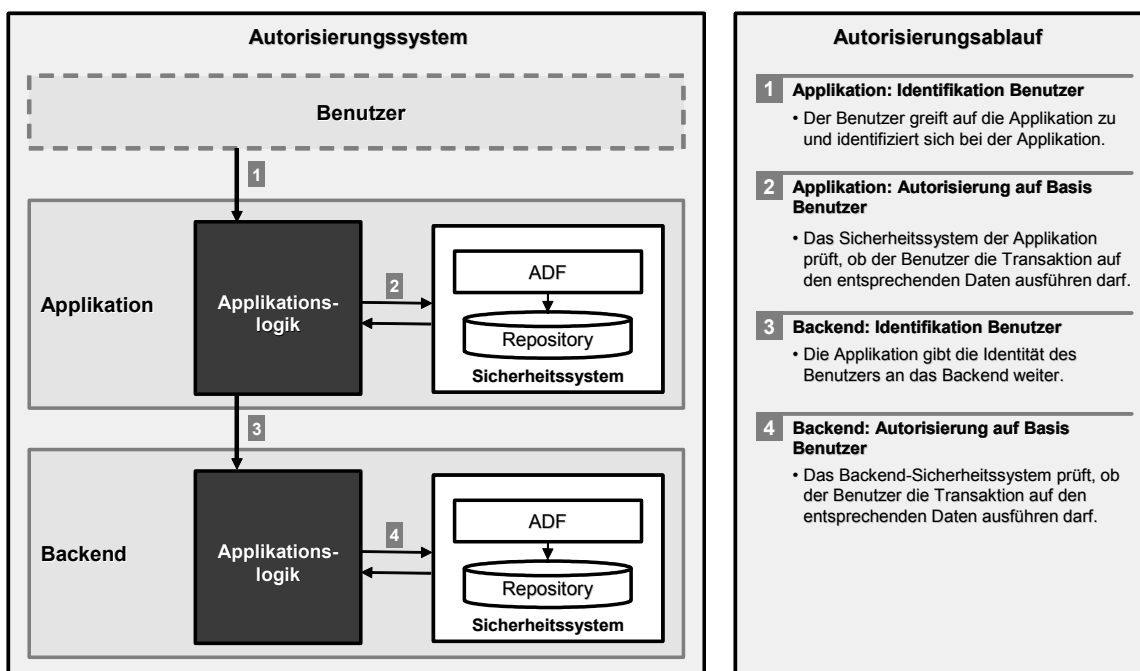 Autorisierungssystem
Benutzer
1
Applikation
Applikations-
logik
2
ADF
Repository
Sicherheitssystem
3
Backend
Applikations-
logik
4
ADF
Repository
Sicherheitssystem
Autorisierungsablauf
1 Applikation: Identifikation Benutzer
• Der Benutzer greift auf die Applikation zu
und identifiziert sich bei der Applikation.
2 Applikation: Autorisierung auf Basis
Benutzer
• Das Sicherheitssystem der Applikation
prüft, ob der Benutzer die Transaktion auf
den entsprechenden Daten ausführen darf.
3 Backend: Identifikation Benutzer
• Die Applikation gibt die Identität des
Benutzers an das Backend weiter.
4 Backend: Autorisierung auf Basis
Benutzer
• Das Backend-Sicherheitssystem prüft, ob
der Benutzer die Transaktion auf den
entsprechenden Daten ausführen darf.